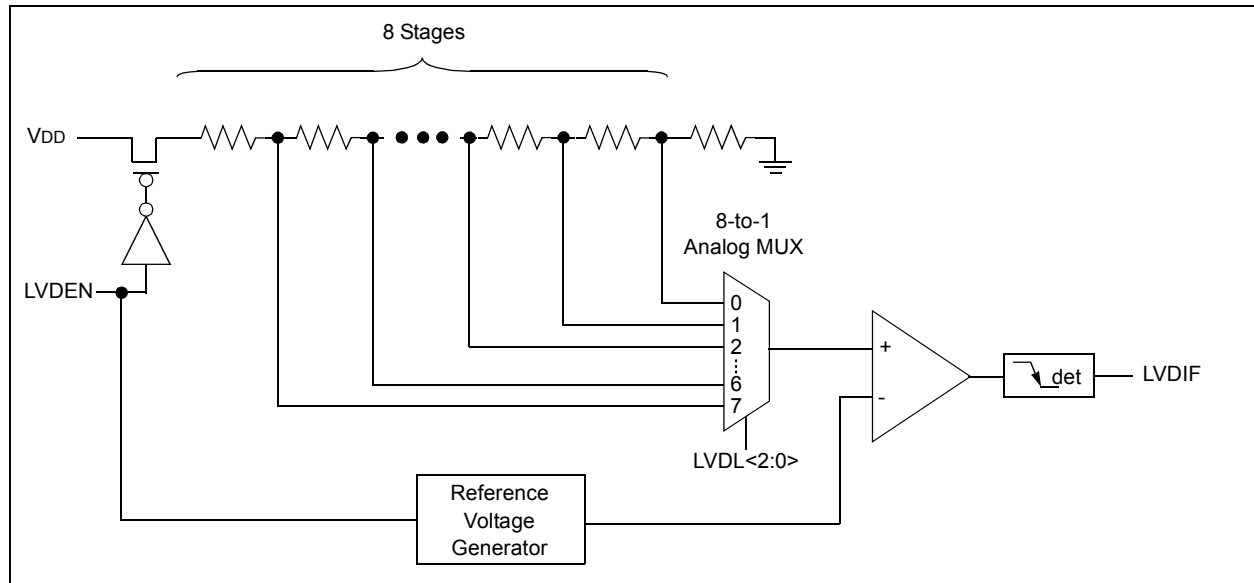 8 Stages
VDD
LVDEN
8-to-1
Analog MUX
0
1
2
6
7
+
-
det
LVDIF
LVDL<2:0>
Reference
Voltage
Generator